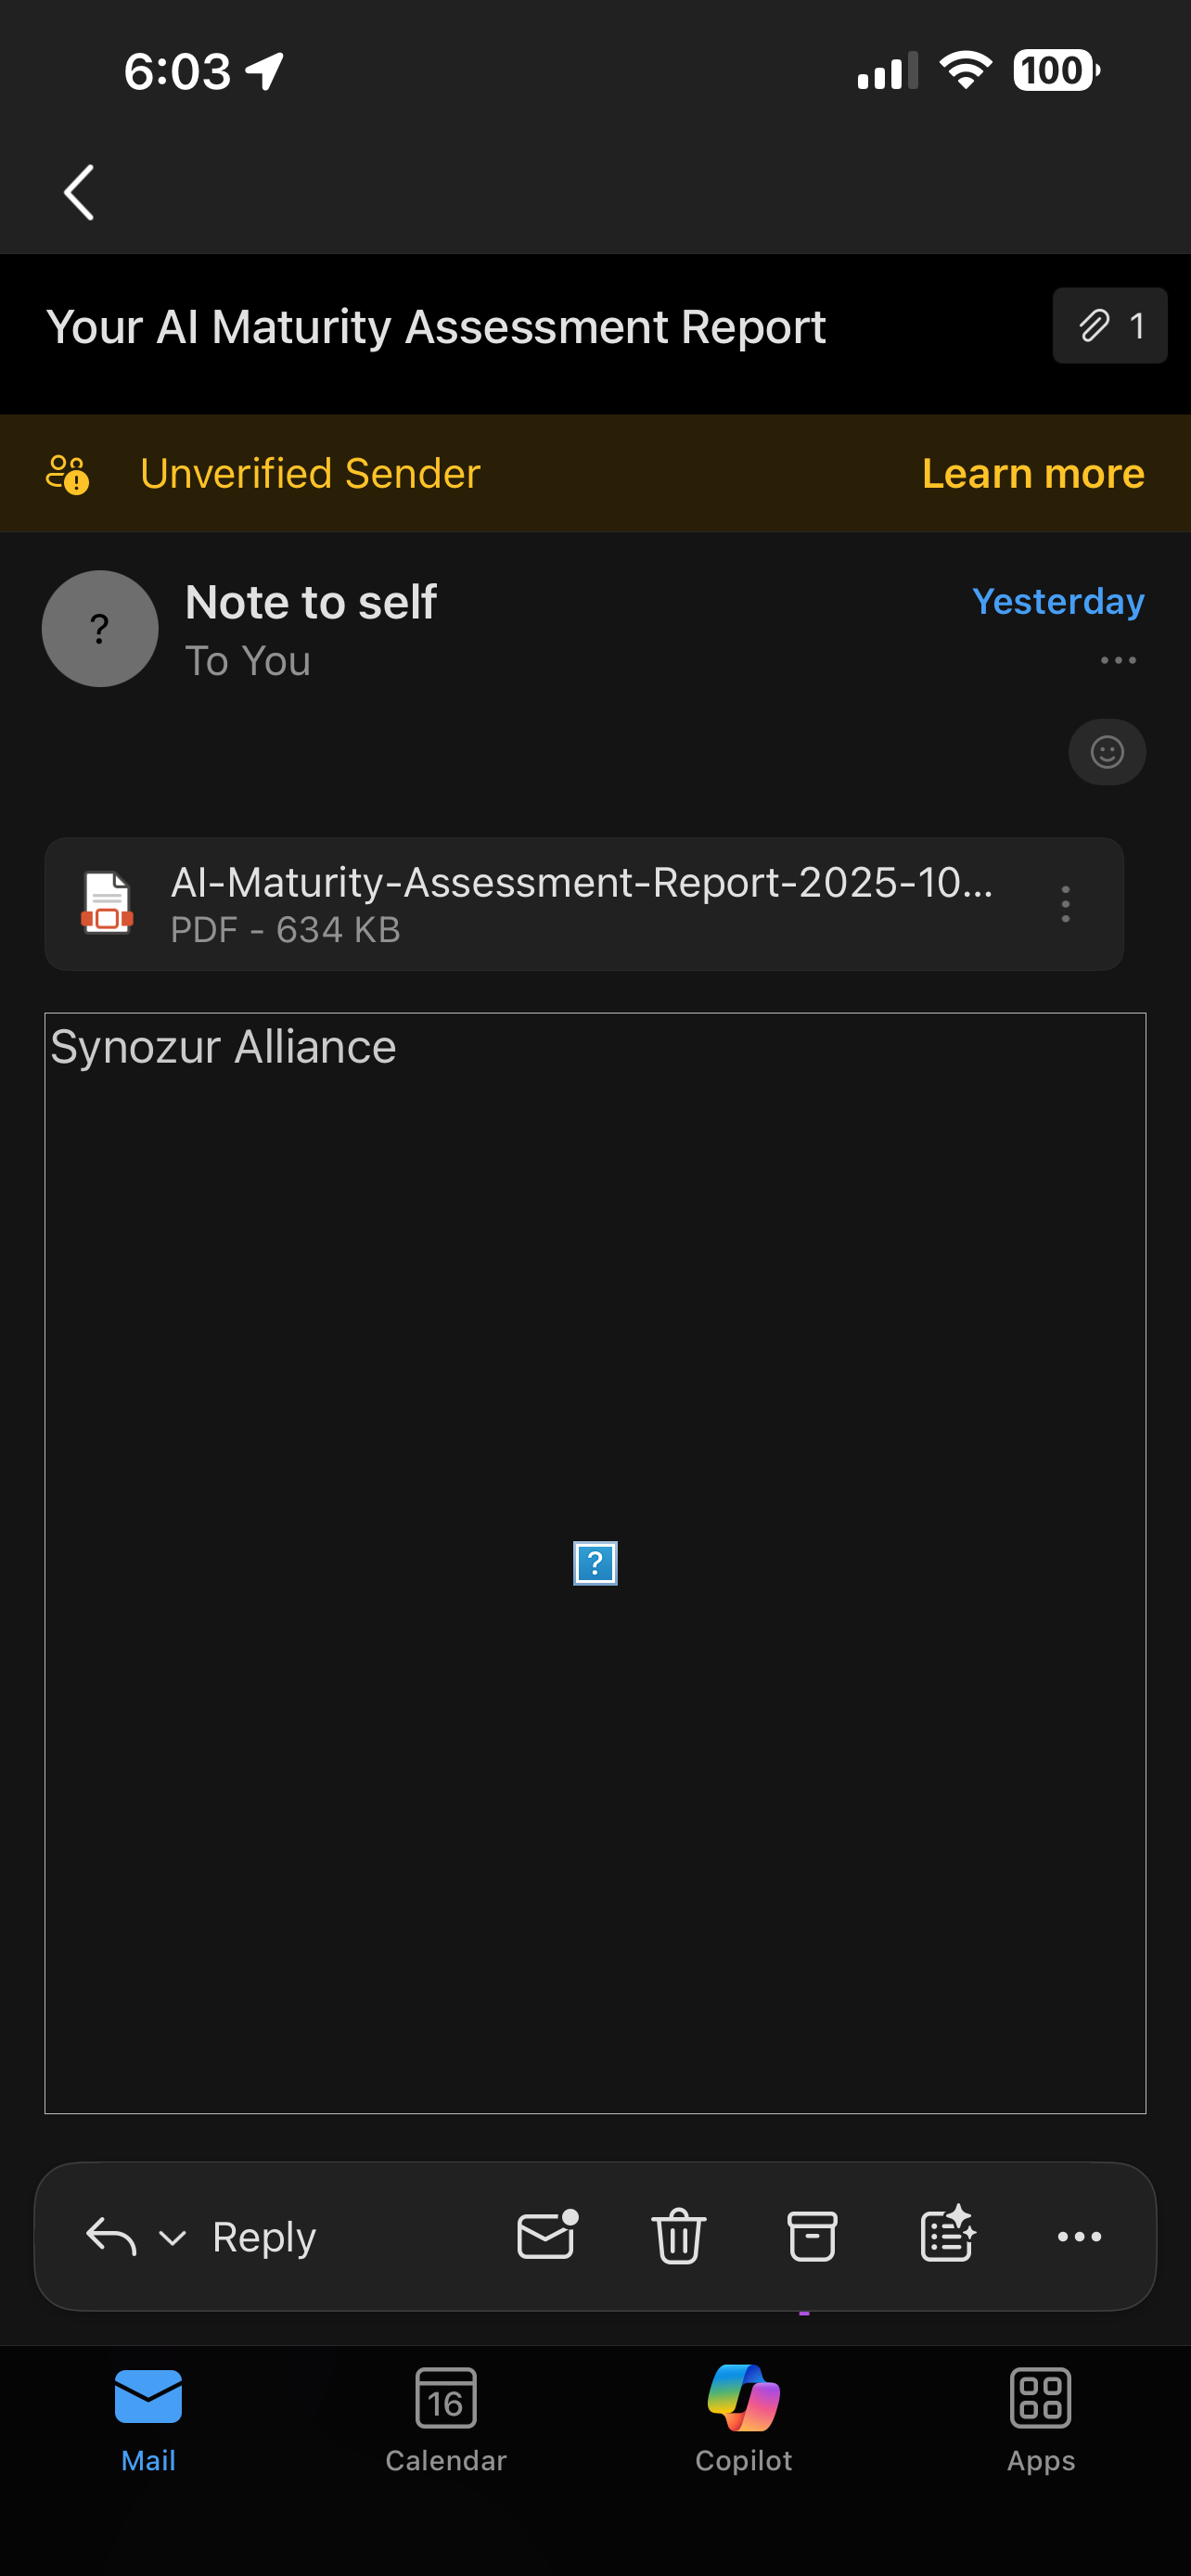 6:03
100
Your AI Maturity Assessment Report
1
Unverified Sender
Learn more
?
Note to self
Yesterday
To You
AI-Maturity-Assessment-Report-2025-10...
PDF - 634 KB
Synozur Alliance
?
Reply
16
Mail
Calendar
Copilot
Apps